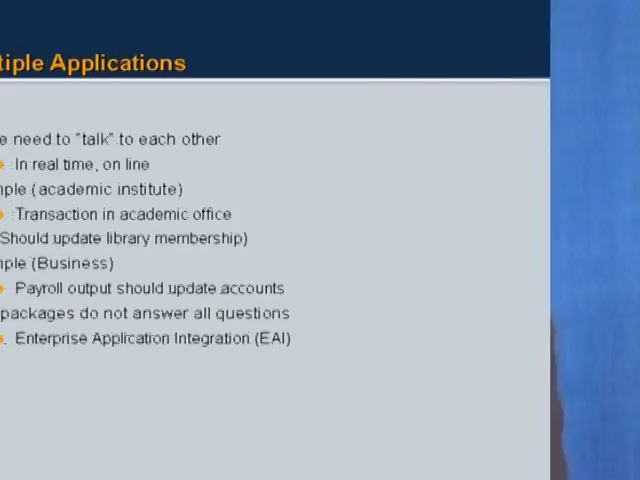 tiple Applications
e need to "talk" to each other
In real time, on line
mple (academic institute)
Transaction in academic office
Should update library membership)
mple (Business)
Payroll output should update accounts
packages do not answer all questions
Enterprise Application Integration (EAI)